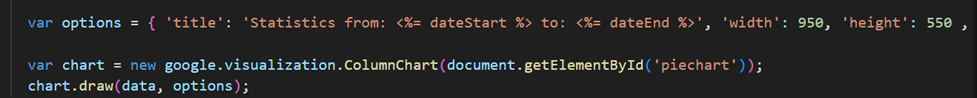 var options = { 'title': 'Statistics from: <%= dateStart %> to: <%= dateEnd %>', 'width': 950, 'height': 550 ,
var chart = new google.visualization.ColumnChart(document.getElementById('piechart'));
chart.draw(data, options);